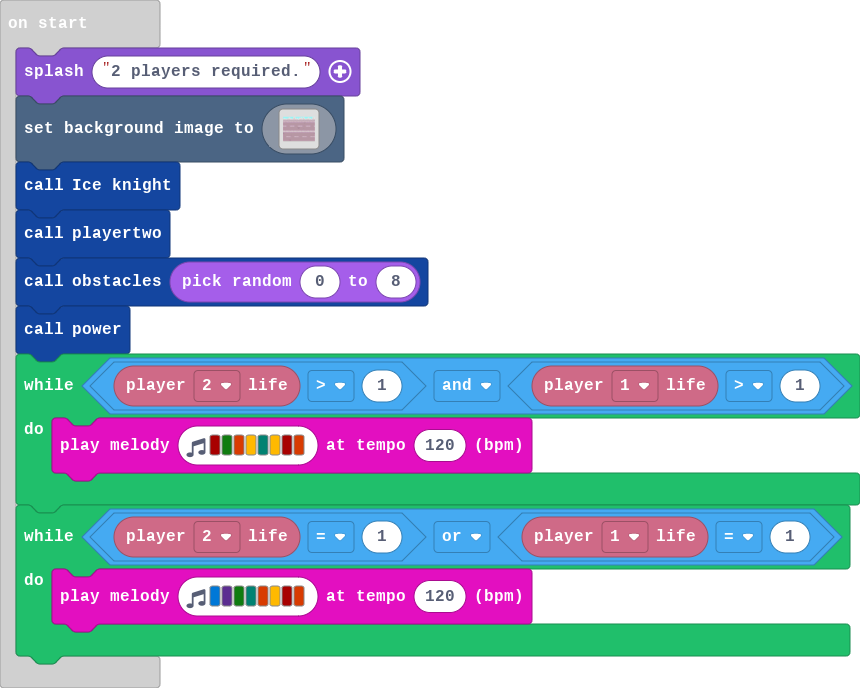 on start
splash "2 players required."
set background image to
call Ice knight
call playertwo
call obstacles pick random 0 to 8
call power
while player 2 life > 1 and player 1 life > 1
do
play melody at tempo 120 (bpm)
while player 2 life = 1 or player 1 life = 1
do
play melody at tempo 120 (bpm)